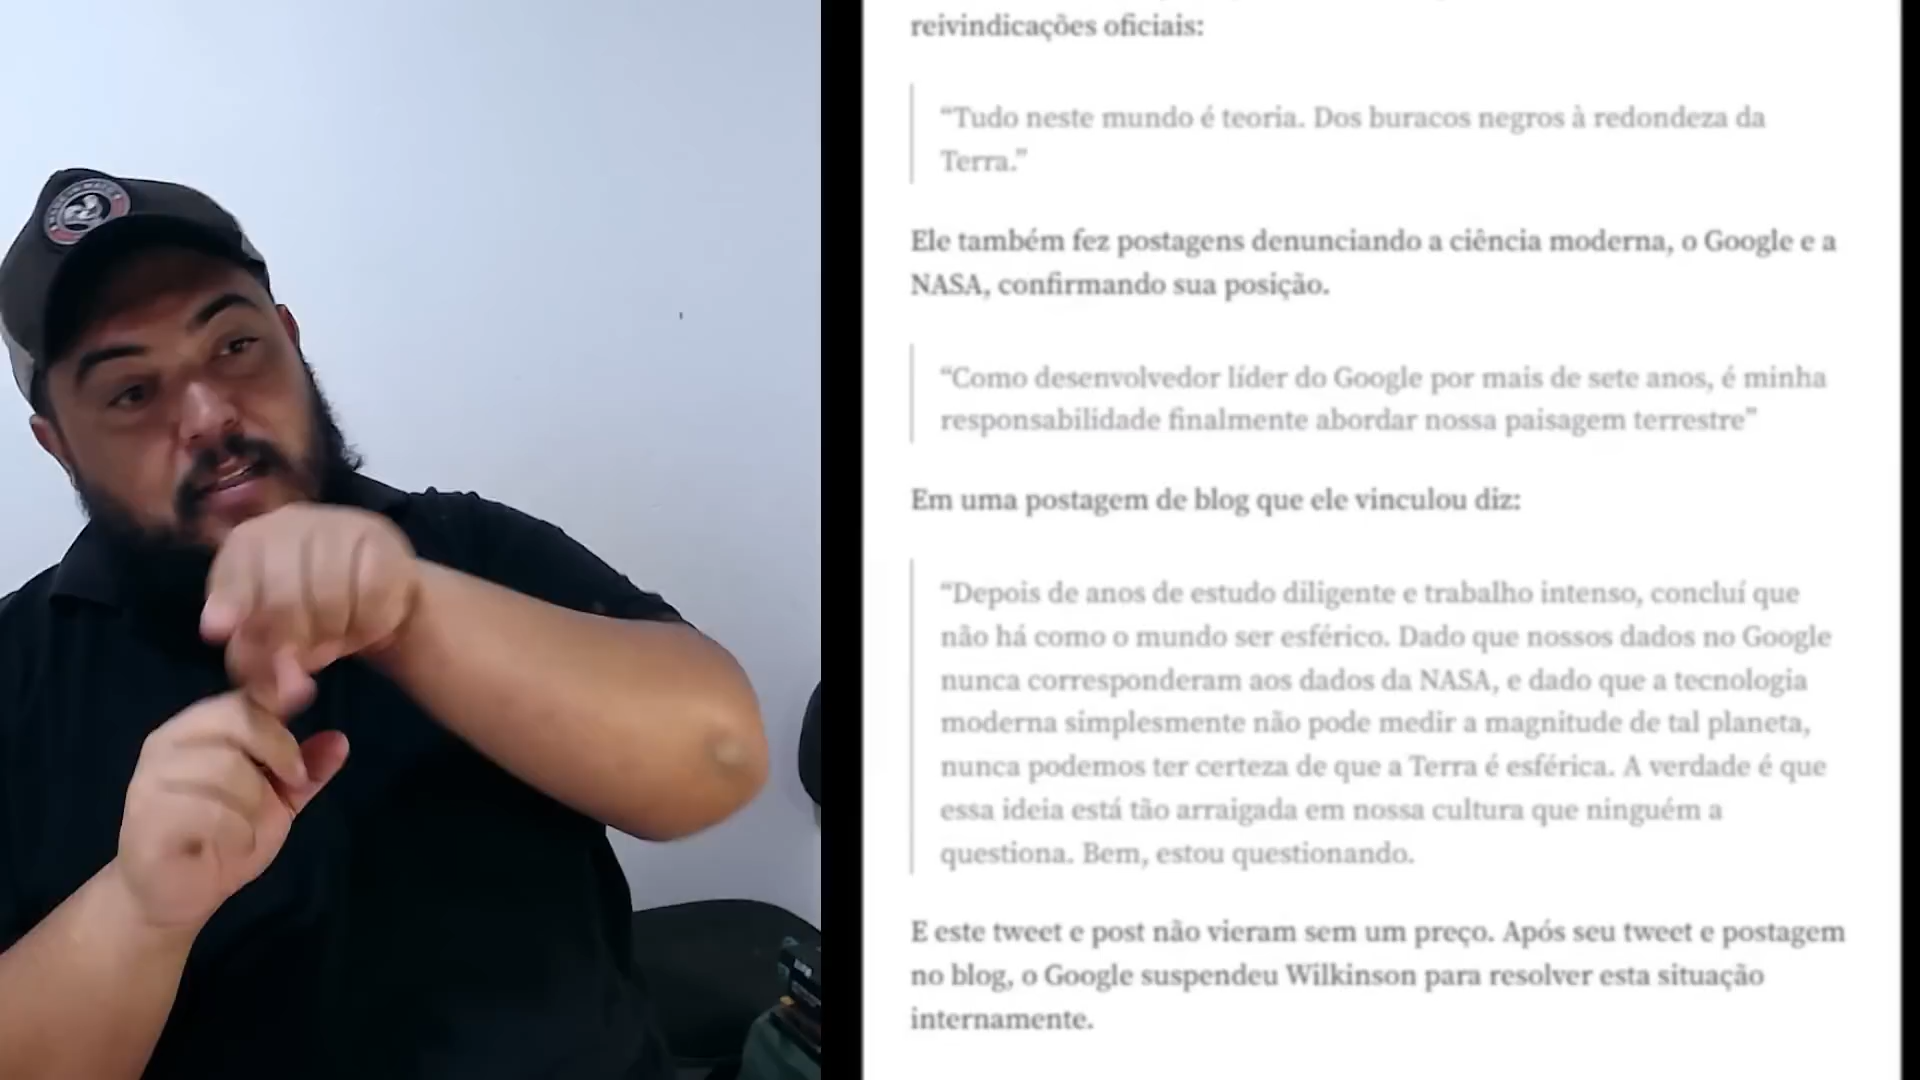 reivindicações oficiais:
“Tudo neste mundo é teoria. Dos buracos negros à redondeza da
Terra.”
Ele também fez postagens denunciando a ciência moderna, o Google e a
NASA, confirmando sua posição.
“Como desenvolvedor líder do Google por mais de sete anos, é minha
responsabilidade finalmente abordar nossa paisagem terrestre”
Em uma postagem de blog que ele vinculou diz:
“Depois de anos de estudo diligente e trabalho intenso, concluí que
não há como o mundo ser esférico. Dado que nossos dados no Google
nunca corresponderam aos dados da NASA, e dado que a tecnologia
moderna simplesmente não pode medir a magnitude de tal planeta,
nunca podemos ter certeza de que a Terra é esférica. A verdade é que
essa ideia está tão arraigada em nossa cultura que ninguém a
questiona. Bem, estou questionando.
E este tweet e post não vieram sem um preço. Após seu tweet e postagem
no blog, o Google suspendeu Wilkinson para resolver esta situação
internamente.